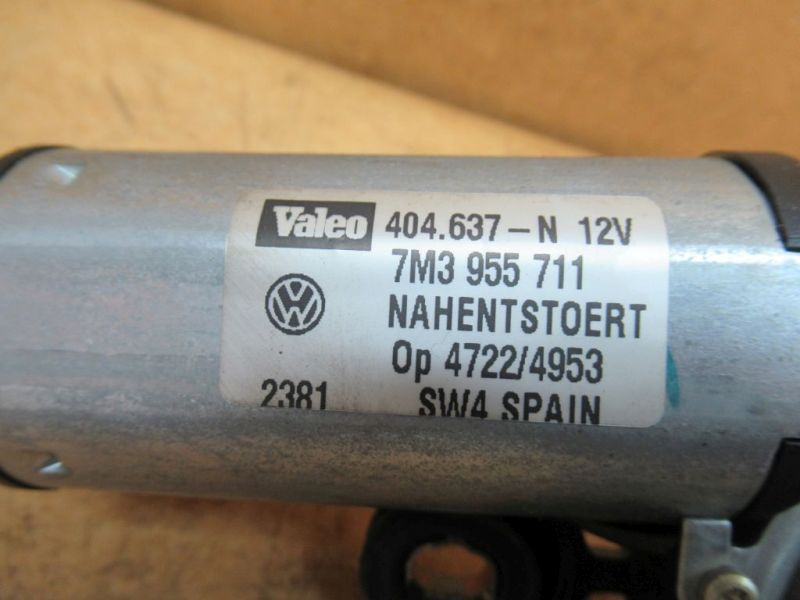 Valeo 404.637-N 12V
7M3 955 711
NAHENTSTOERT
Op 4722/4953
2381 SW4 SPAIN